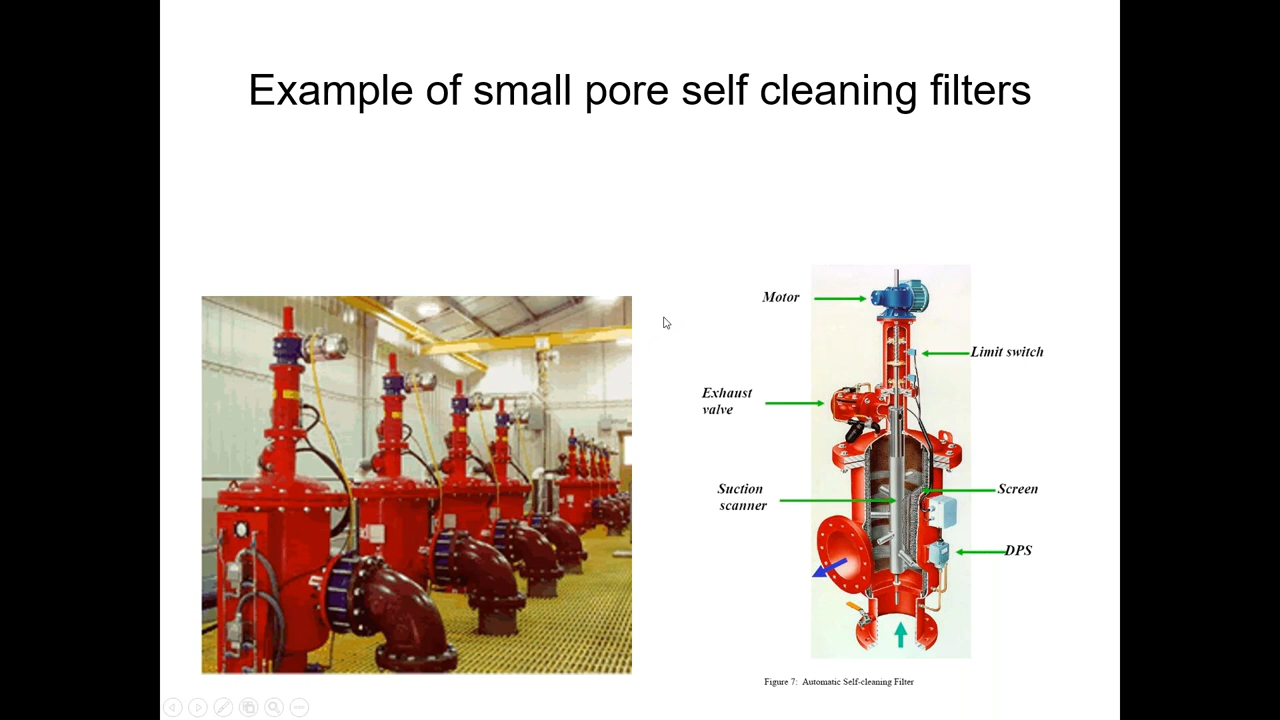 Example of small pore self cleaning filters
Motor
Limit switch
Exhaust
valve
Suction
scanner
Screen
DPS
Figure 7: Automatic Self-cleaning Filter